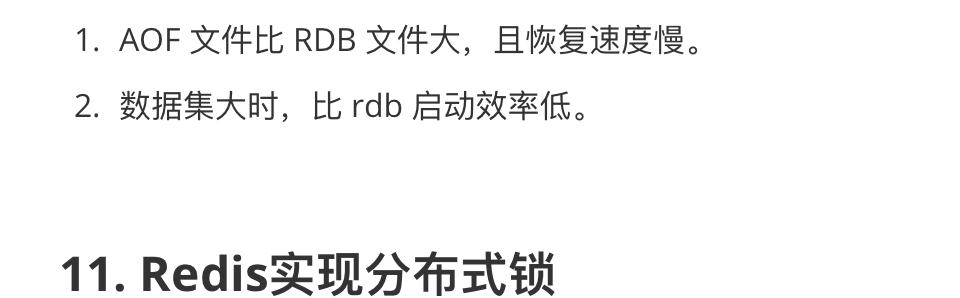 1. AOF 文件比 RDB 文件大，且恢复速度慢。
2. 数据集大时，比 rdb 启动效率低。
11. Redis实现分布式锁